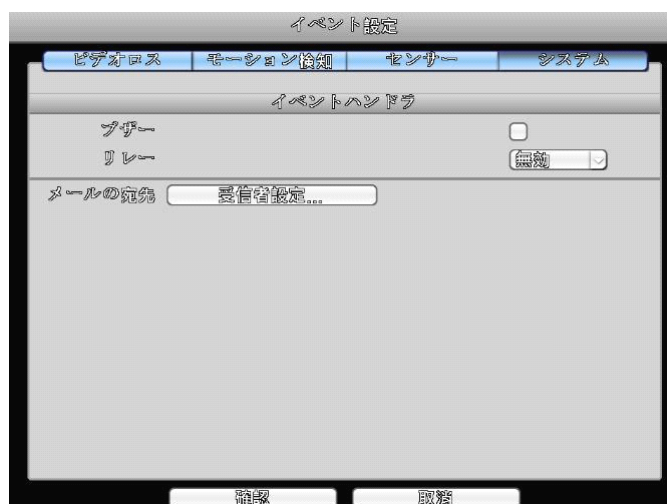 イベント設定
ビデオロス モーション検知 センサー システム
イベントハンドラ
ブザー
リレー 無効
メールの宛先 受信者設定...
確認 取消